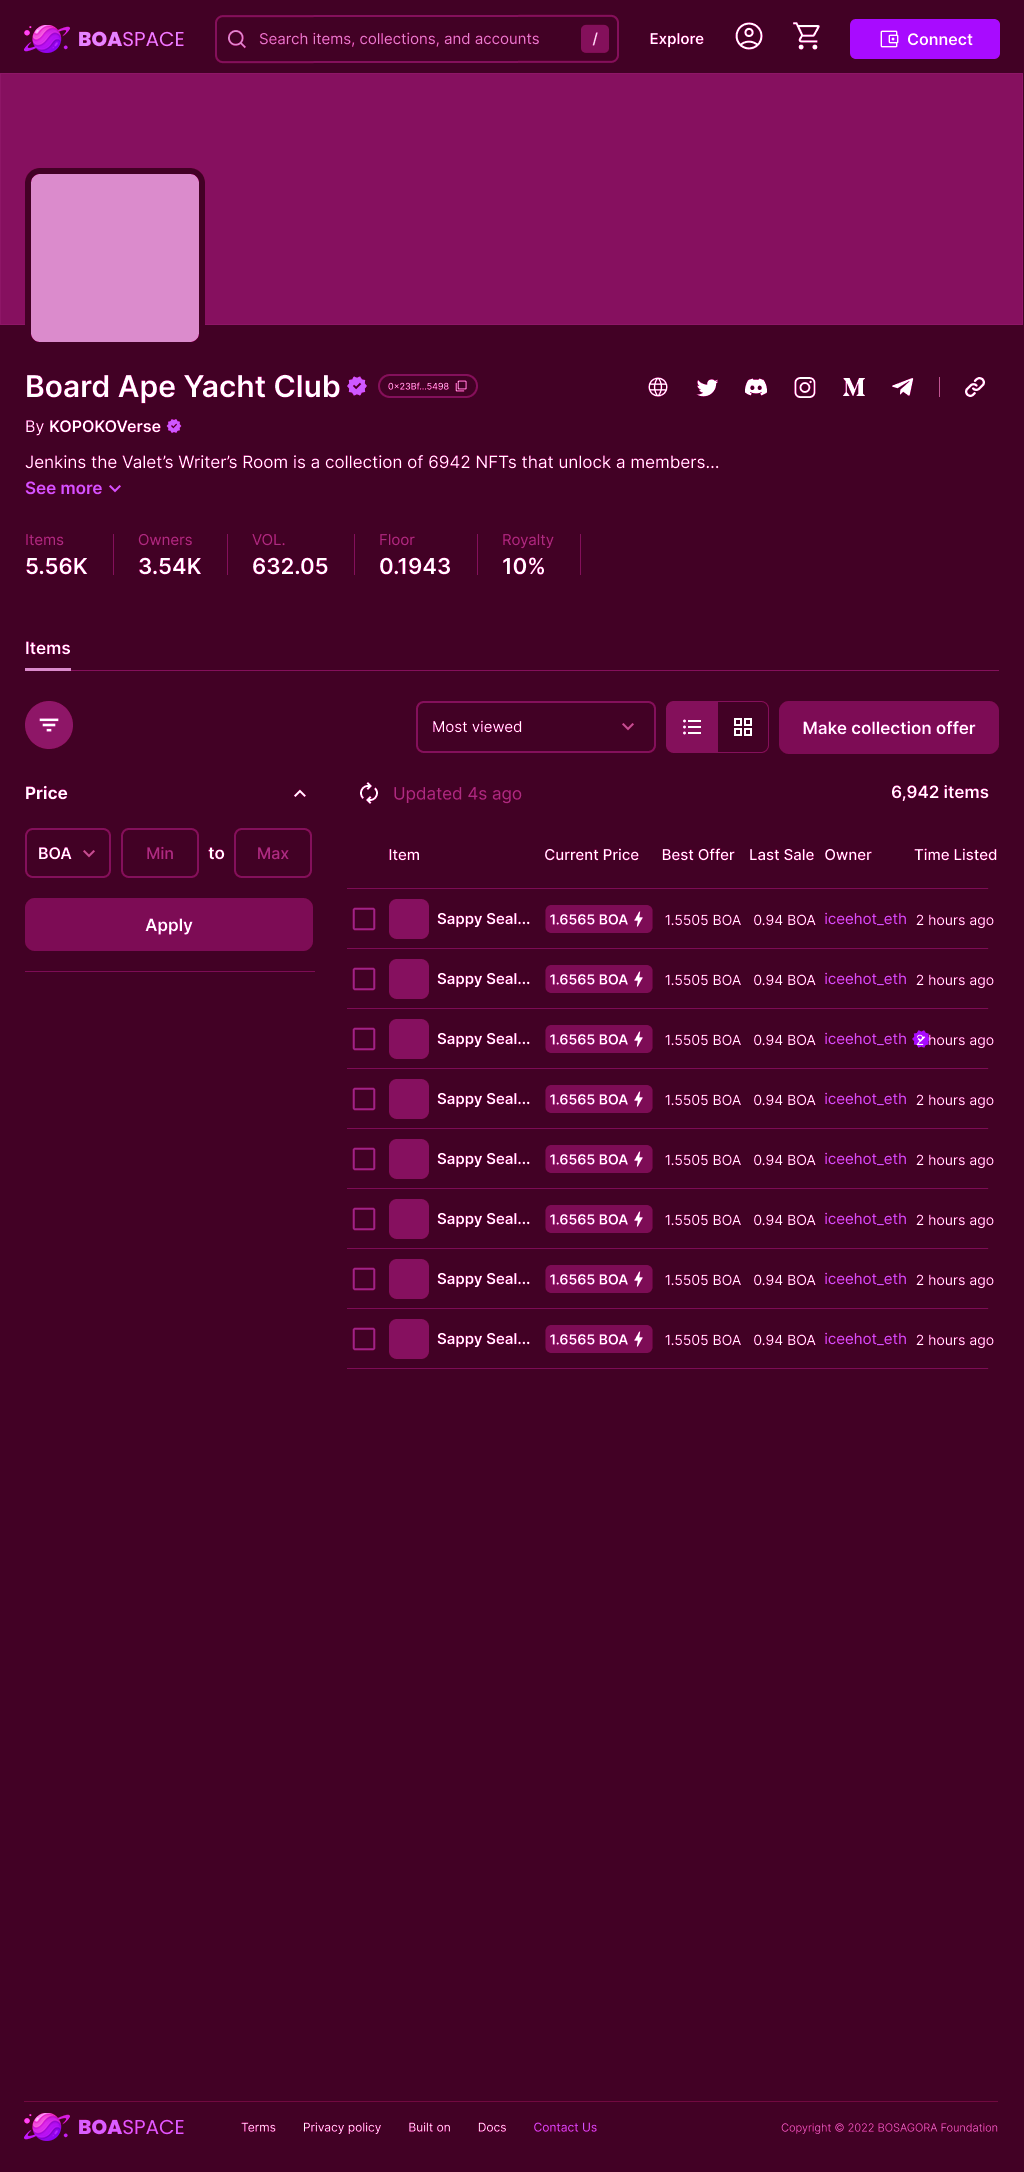 BOASPACE
Search items, collections, and accounts
/
Explore
Connect
Board Ape Yacht Club
0x23Bf...5498
By KOPOKOVerse
Jenkins the Valet's Writer's Room is a collection of 6942 NFTs that unlock a members...
See more
Items Owners VOL. Floor Royalty
5.56K 3.54K 632.05 0.1943 10%
Items
Most viewed
Make collection offer
Price
BOA Min to Max
Apply
Updated 4s ago
6,942 items
Item Current Price Best Offer Last Sale Owner Time Listed
Sappy Seal... 1.6565 BOA 1.5505 BOA 0.94 BOA iceehot_eth 2 hours ago
Sappy Seal... 1.6565 BOA 1.5505 BOA 0.94 BOA iceehot_eth 2 hours ago
Sappy Seal... 1.6565 BOA 1.5505 BOA 0.94 BOA iceehot_eth 2 hours ago
Sappy Seal... 1.6565 BOA 1.5505 BOA 0.94 BOA iceehot_eth 2 hours ago
Sappy Seal... 1.6565 BOA 1.5505 BOA 0.94 BOA iceehot_eth 2 hours ago
Sappy Seal... 1.6565 BOA 1.5505 BOA 0.94 BOA iceehot_eth 2 hours ago
Sappy Seal... 1.6565 BOA 1.5505 BOA 0.94 BOA iceehot_eth 2 hours ago
Sappy Seal... 1.6565 BOA 1.5505 BOA 0.94 BOA iceehot_eth 2 hours ago
BOASPACE
Terms Privacy policy Built on Docs Contact Us
Copyright © 2022 BOSAGORA Foundation